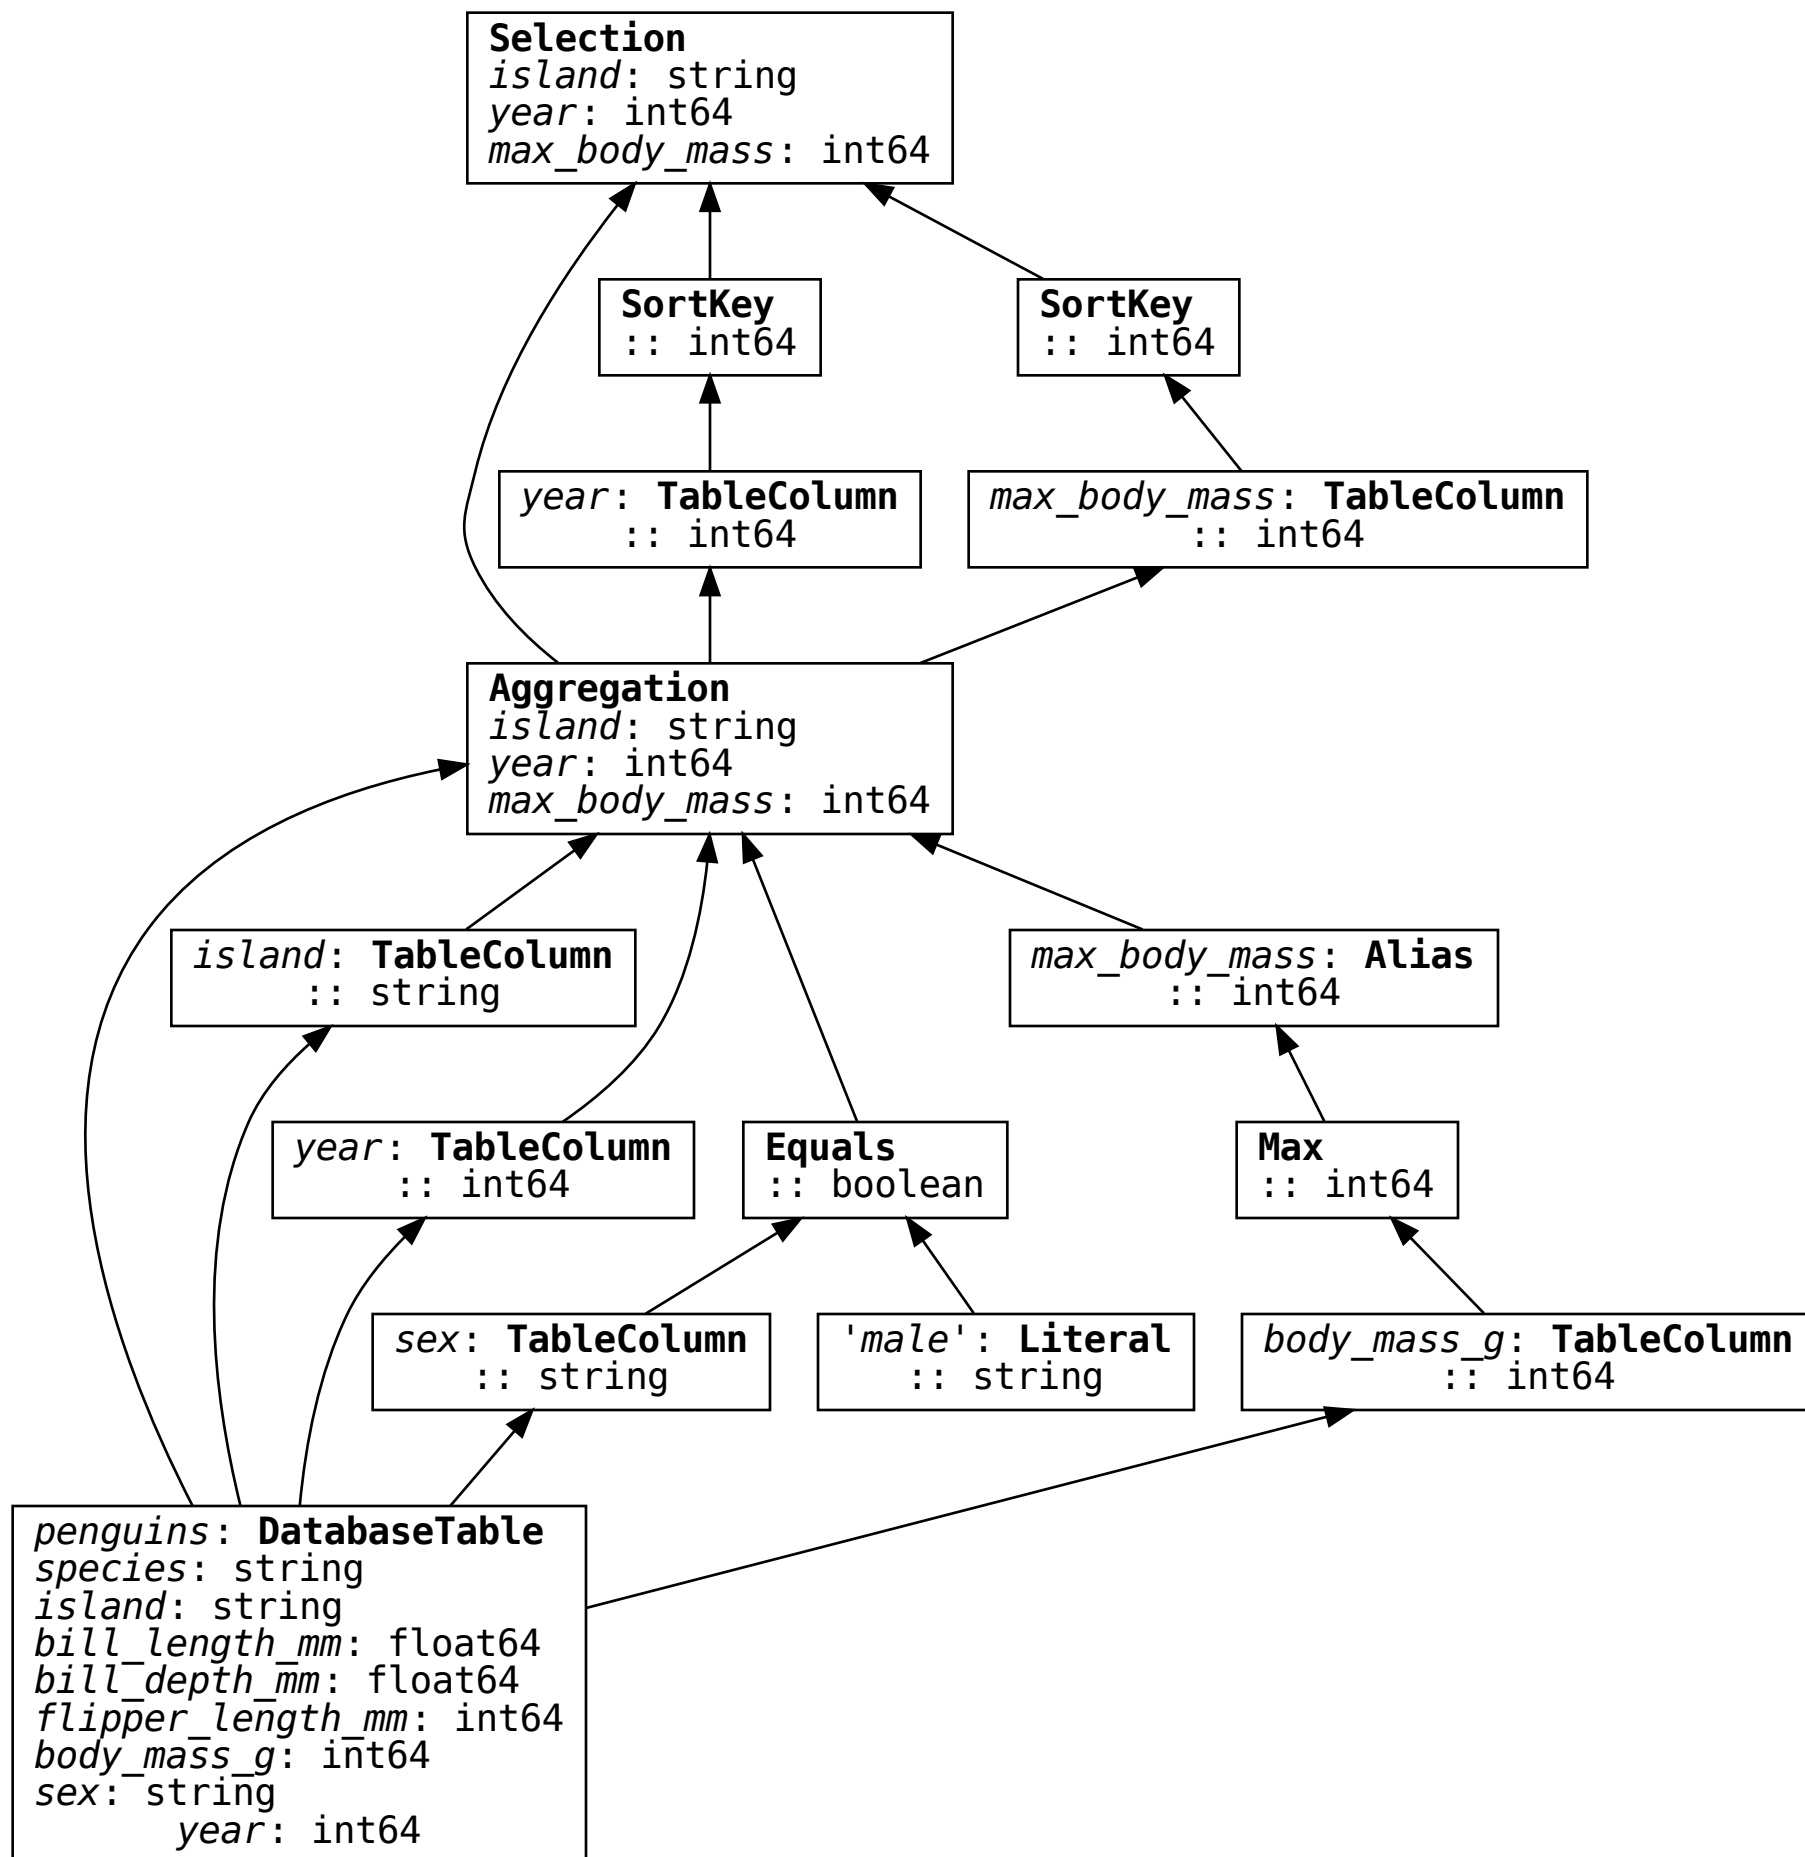 Selection
island: string
year: int64
max_body_mass: int64
SortKey
:: int64
SortKey
:: int64
year: TableColumn
:: int64
max_body_mass: TableColumn
:: int64
Aggregation
island: string
year: int64
max_body_mass: int64
island: TableColumn
:: string
max_body_mass: Alias
:: int64
year: TableColumn
:: int64
Equals
:: boolean
Max
:: int64
sex: TableColumn
:: string
'male': Literal
:: string
body_mass_g: TableColumn
:: int64
penguins: DatabaseTable
species: string
island: string
bill_length_mm: float64
bill_depth_mm: float64
flipper_length_mm: int64
body_mass_g: int64
sex: string
year: int64